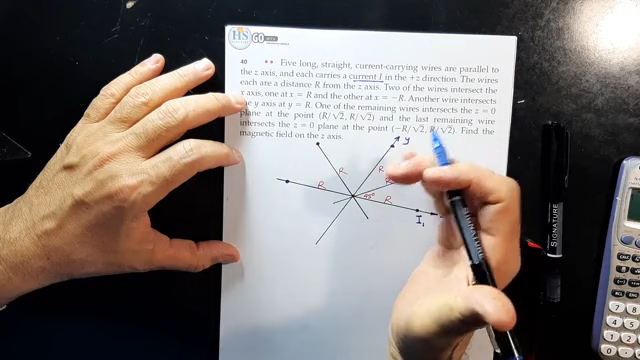 HS GO
40 •• Five long, straight, current-carrying wires are parallel to
the z axis, and each carries a current I in the +z direction. The wires
each are a distance R from the z axis. Two of the wires intersect the
x axis, one at x = R and the other at x = −R. Another wire intersects
the y axis at y = R. One of the remaining wires intersects the z = 0
plane at the point (R/√2, R/√2) and the last remaining wire
intersects the z = 0 plane at the point (−R/√2, R/√2). Find the
magnetic field on the z axis.
y
R
R
R
R
45°
R
I₁
SIGNATURE
SIGNATURE